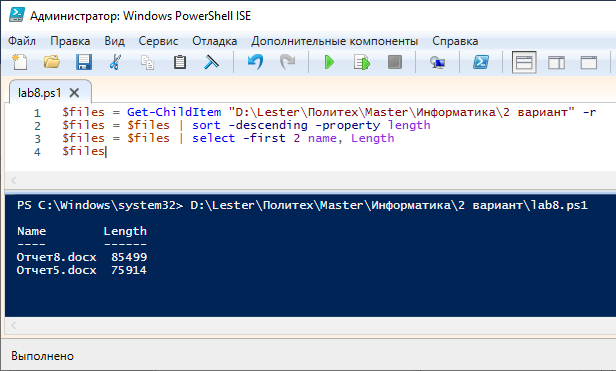 Администратор: Windows PowerShell ISE
Файл Правка Вид Сервис Отладка Дополнительные компоненты Справка
lab8.ps1
1 $files = Get-ChildItem "D:\Lester\Политех\Master\Информатика\2 вариант" -r
2 $files = $files | sort -descending -property length
3 $files = $files | select -first 2 name, Length
4 $files
PS C:\Windows\system32> D:\Lester\Политех\Master\Информатика\2 вариант\lab8.ps1
Name Length
---- ------
Отчет8.docx 85499
Отчет5.docx 75914
Выполнено